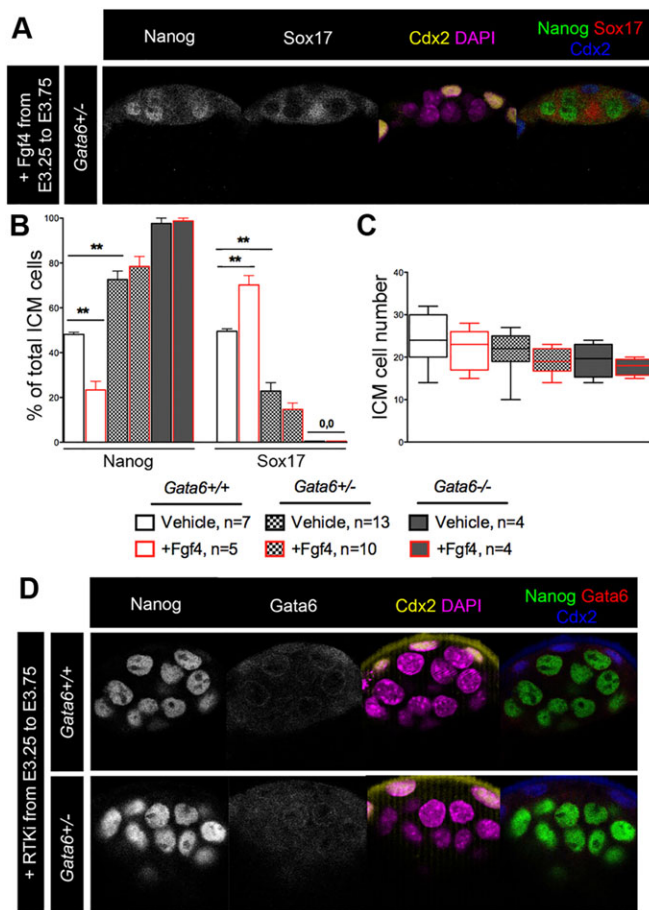 A
Nanog Sox17 Cdx2 DAPI Nanog Sox17
Cdx2
+ Fgf4 from
E3.25 to E3.75
Gata6+/-
B
% of total ICM cells
100
80
60
40
20
0
**
**
**
**
0,0
Nanog Sox17
C
ICM cell number
40
30
20
10
0
Gata6+/+ Gata6+/- Gata6-/-
Vehicle, n=7 Vehicle, n=13 Vehicle, n=4
+Fgf4, n=5 +Fgf4, n=10 +Fgf4, n=4
D
Nanog Gata6 Cdx2 DAPI Nanog Gata6
Cdx2
+ RTKi from E3.25 to E3.75
Gata6+/+
Gata6+/-